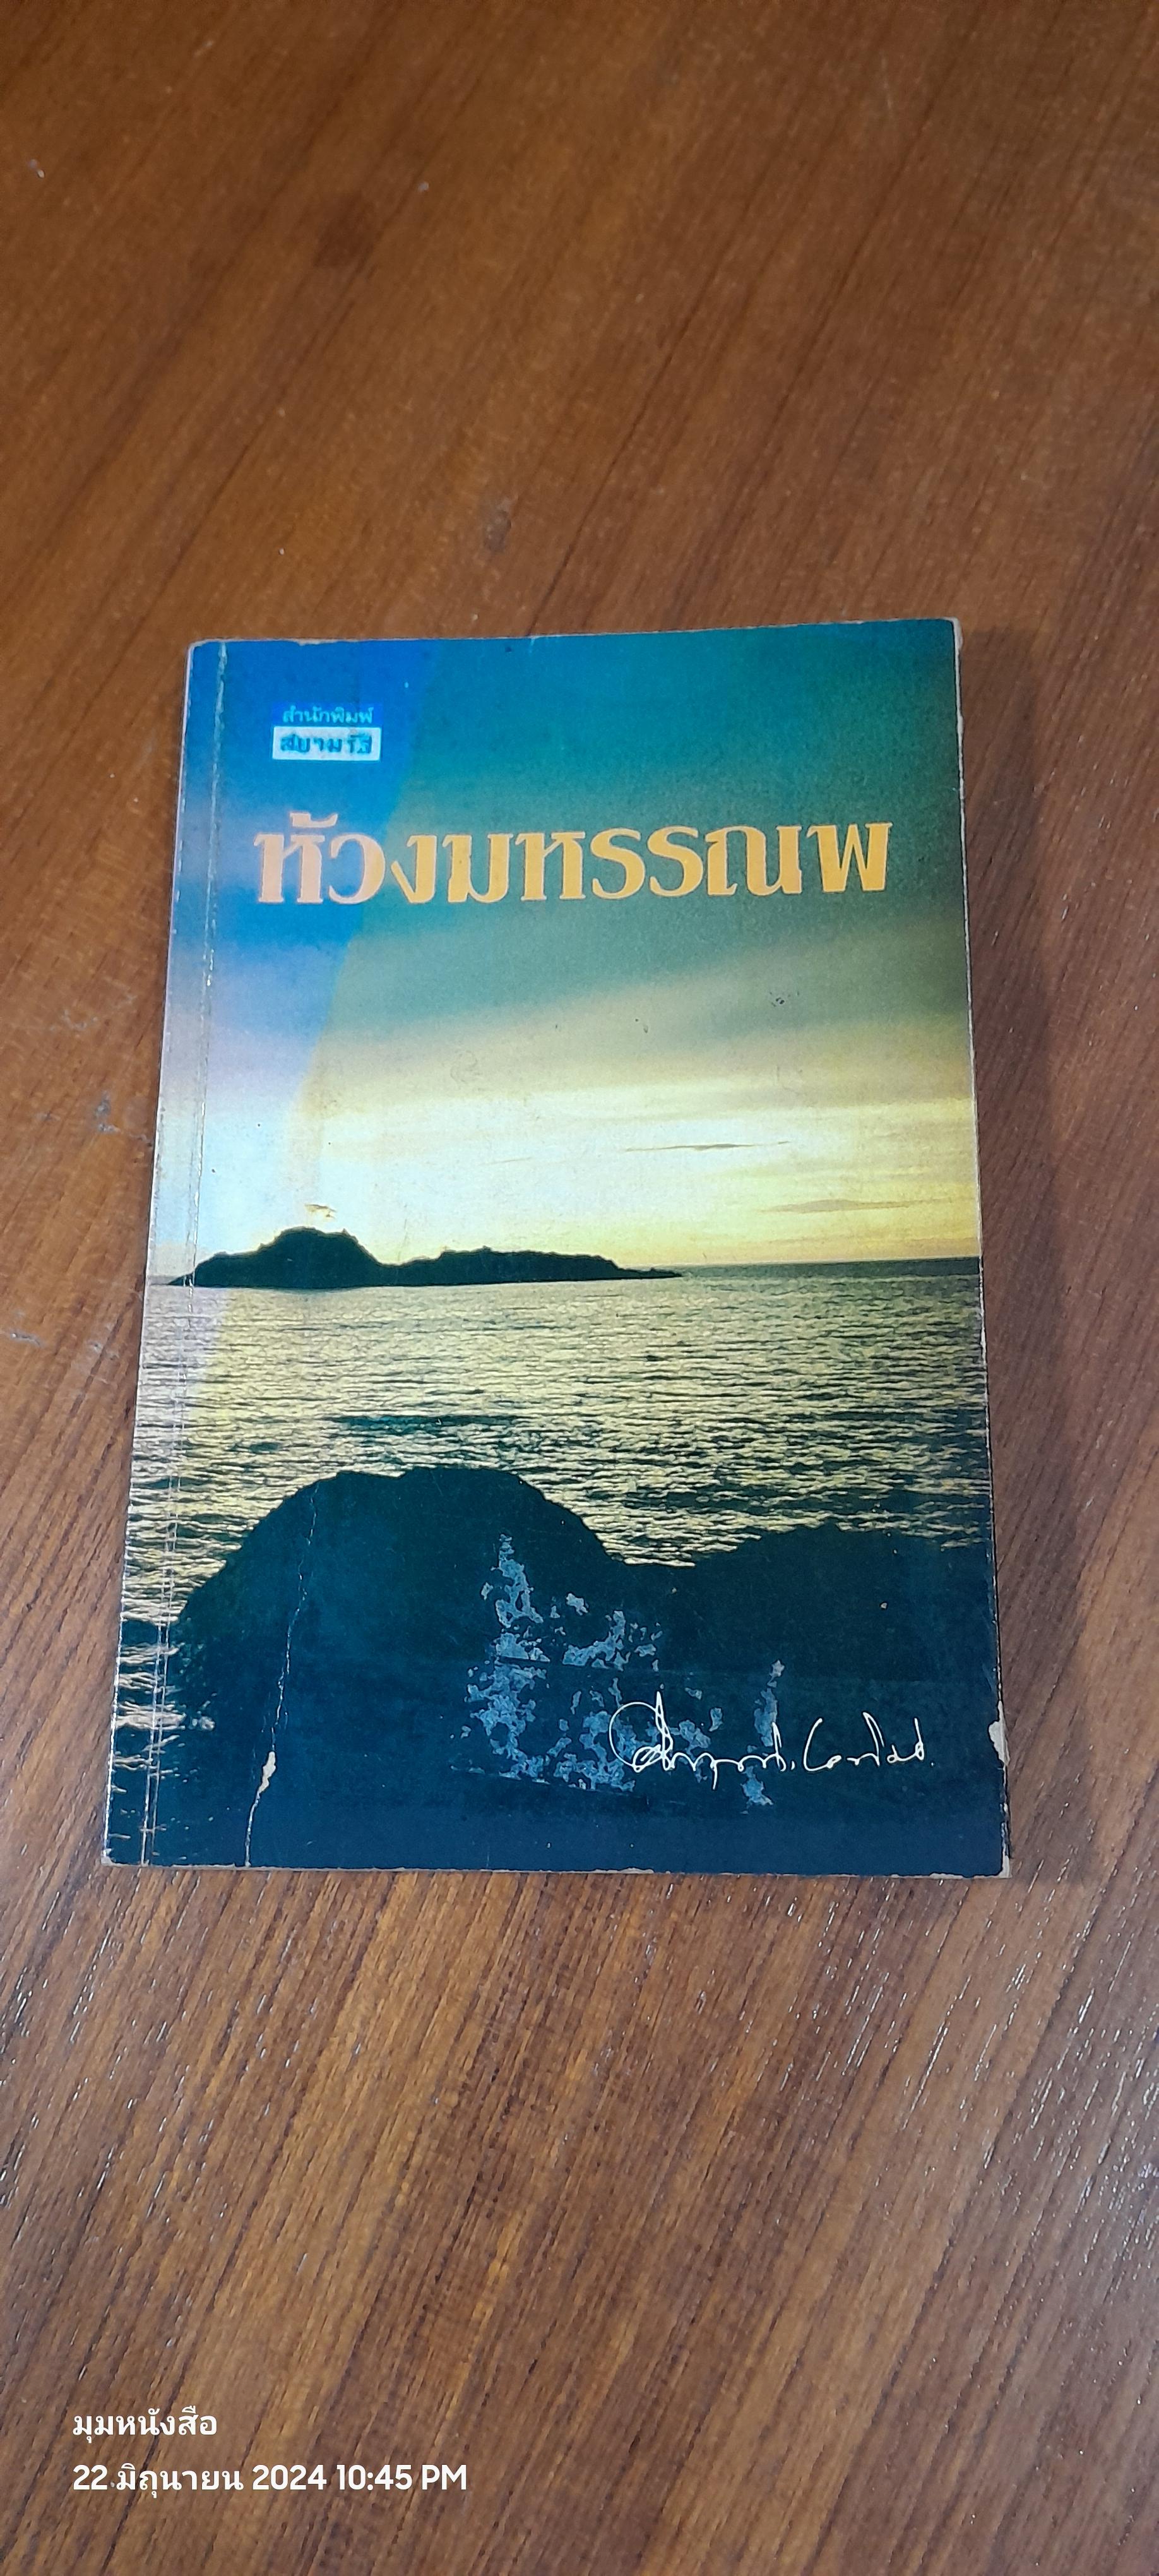 สำนักพิมพ์
สยามรัฐ
ห้วงมหรรณพ
มุมหนังสือ
22 มิถุนายน 2024 10:45 PM